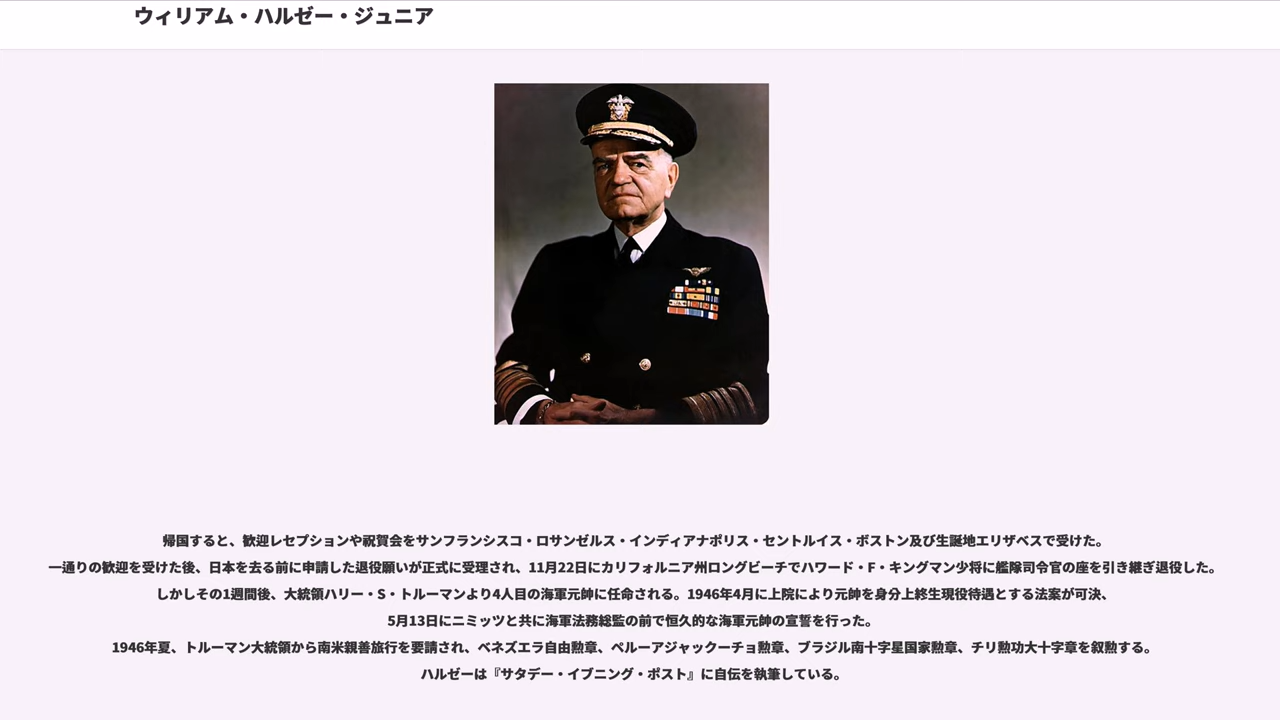 ウィリアム・ハルゼー・ジュニア
帰国すると、歓迎レセプションや祝賀会をサンフランシスコ・ロサンゼルス・インディアナポリス・セントルイス・ボストン及び生誕地エリザベスで受けた。
一通りの歓迎を受けた後、日本を去る前に申請した退役願いが正式に受理され、11月22日にカリフォルニア州ロングビーチでハワード・F・キングマン少将に艦隊司令官の座を引き継ぎ退役した。
しかしその1週間後、大統領ハリー・S・トルーマンより4人目の海軍元帥に任命される。1946年4月に上院により元帥を身分上終生現役待遇とする法案が可決、
5月13日にニミッツと共に海軍法務総監の前で恒久的な海軍元帥の宣誓を行った。
1946年夏、トルーマン大統領から南米親善旅行を要請され、ベネズエラ自由勲章、ペルーアジャックーチョ勲章、ブラジル南十字星国家勲章、チリ勲功大十字章を叙勲する。
ハルゼーは『サタデー・イブニング・ポスト』に自伝を執筆している。